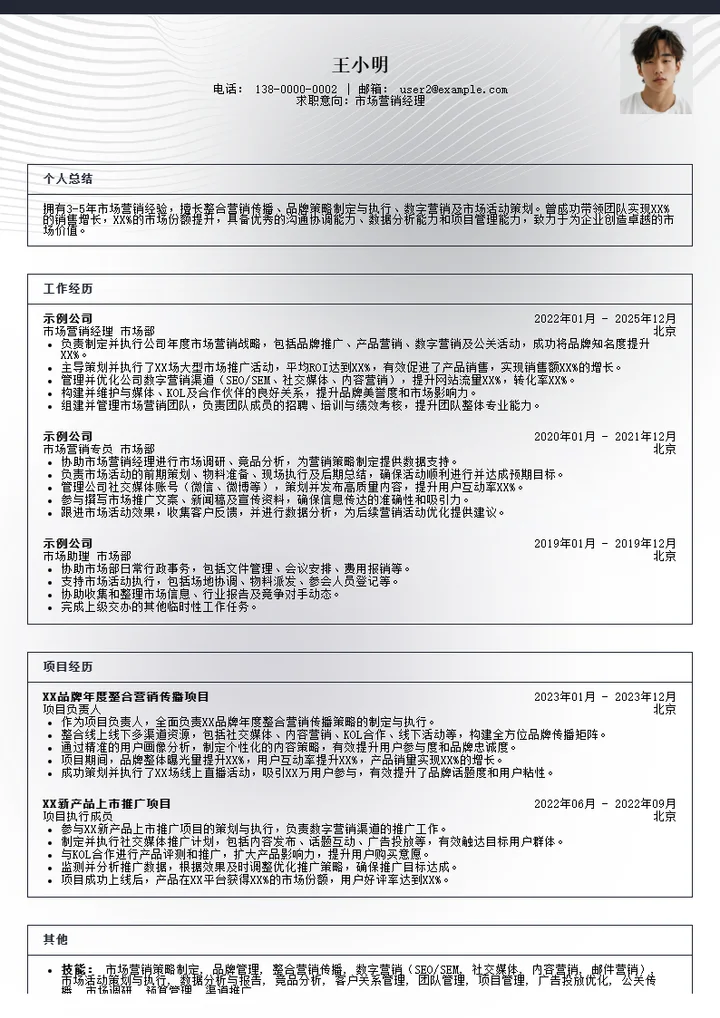 王小明
电话： 138-0000-0002 | 邮箱： user2@example.com
求职意向：市场营销经理
个人总结
拥有3-5年市场营销经验，擅长整合营销传播、品牌策略制定与执行、数字营销及市场活动策划。曾成功带领团队实现XX%
的销售增长，XX%的市场份额提升，具备优秀的沟通协调能力、数据分析能力和项目管理能力，致力于为企业创造卓越的市
场价值。
工作经历
示例公司 2022年01月 - 2025年12月
市场营销经理 市场部 北京
• 负责制定并执行公司年度市场营销战略，包括品牌推广、产品营销、数字营销及公关活动，成功将品牌知名度提升
XX%。
• 主导策划并执行了XX场大型市场推广活动，平均ROI达到XX%，有效促进了产品销售，实现销售额XX%的增长。
• 管理并优化公司数字营销渠道（SEO/SEM、社交媒体、内容营销），提升网站流量XX%，转化率XX%。
• 构建并维护与媒体、KOL及合作伙伴的良好关系，提升品牌美誉度和市场影响力。
• 组建并管理市场营销团队，负责团队成员的招聘、培训与绩效考核，提升团队整体专业能力。
示例公司 2020年01月 - 2021年12月
市场营销专员 市场部 北京
• 协助市场营销经理进行市场调研、竞品分析，为营销策略制定提供数据支持。
• 负责市场活动的前期策划、物料准备、现场执行及后期总结，确保活动顺利进行并达成预期目标。
• 管理公司社交媒体账号（微信、微博等），策划并发布高质量内容，提升用户互动率XX%。
• 参与撰写市场推广文案、新闻稿及宣传资料，确保信息传达的准确性和吸引力。
• 跟进市场活动效果，收集客户反馈，并进行数据分析，为后续营销活动优化提供建议。
示例公司 2019年01月 - 2019年12月
市场助理 市场部 北京
• 协助市场部日常行政事务，包括文件管理、会议安排、费用报销等。
• 支持市场活动执行，包括场地协调、物料派发、参会人员登记等。
• 协助收集和整理市场信息、行业报告及竞争对手动态。
• 完成上级交办的其他临时性工作任务。
项目经历
XX品牌年度整合营销传播项目 2023年01月 - 2023年12月
项目负责人 北京
• 作为项目负责人，全面负责XX品牌年度整合营销传播策略的制定与执行。
• 整合线上线下多渠道资源，包括社交媒体、内容营销、KOL合作、线下活动等，构建全方位品牌传播矩阵。
• 通过精准的用户画像分析，制定个性化的内容策略，有效提升用户参与度和品牌忠诚度。
• 项目期间，品牌整体曝光量提升XX%，用户互动率提升XX%，产品销量实现XX%的增长。
• 成功策划并执行了XX场线上直播活动，吸引XX万用户参与，有效提升了品牌话题度和用户粘性。
XX新产品上市推广项目 2022年06月 - 2022年09月
项目执行成员 北京
• 参与XX新产品上市推广项目的策划与执行，负责数字营销渠道的推广工作。
• 制定并执行社交媒体推广计划，包括内容发布、话题互动、广告投放等，有效触达目标用户群体。
• 与KOL合作进行产品评测和推广，扩大产品影响力，提升用户购买意愿。
• 监测并分析推广数据，根据效果及时调整优化推广策略，确保推广目标达成。
• 项目成功上线后，产品在XX平台获得XX%的市场份额，用户好评率达到XX%。
其他
• 技能： 市场营销策略制定, 品牌管理, 整合营销传播, 数字营销（SEO/SEM, 社交媒体, 内容营销, 邮件营销）,
市场活动策划与执行, 数据分析与报告, 竞品分析, 客户关系管理, 团队管理, 项目管理, 广告投放优化, 公关传
播, 市场调研, 预算管理, 渠道推广